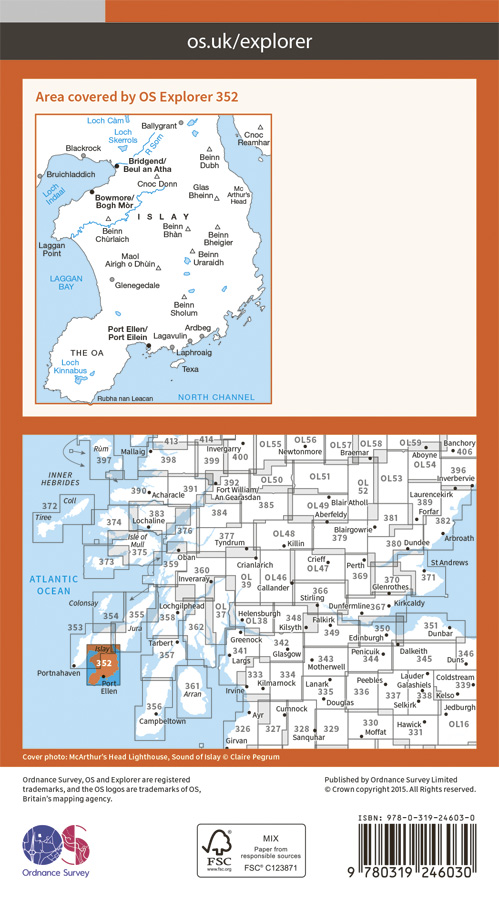 os.uk/explorer
Area covered by OS Explorer 352
Loch Càm
Ballygrant
Loch
Skerrols
R Sorn
Cnoc
Reamhar
Blackrock
Bridgend/
Beul an Atha
Beinn
Dubh
Bruichladdich
Cnoc Donn
Loch
Indaal
Bowmore/
Bogh Mòr
Glas
Bheinn
Mc
Arthur's
Head
ISLAY
Beinn
Chùrlaich
Beinn
Bhàn
Beinn
Bheigier
Laggan
Point
Maol
Airigh o Dhùin
Beinn
Uraraidh
LAGGAN
BAY
Glenegedale
Beinn
Sholum
Port Ellen/
Port Eilein
Ardbeg
Lagavulin
THE OA
Laphroaig
Loch
Kinnabus
Texa
Rubha nan Leacan
NORTH CHANNEL
Rùm
397
Mallaig
413
398
414
399
Invergarry
400
OL55
OL56
Newtonmore
OL57
Braemar
OL58
OL59
Aboyne
OL54
Banchory
406
INNER
HEBRIDES
372
Tiree
Coll
390
Acharacle
391
392
Fort William/
An Gearasdan
OL50
385
OL51
OL49
Blair Atholl
OL
52
OL53
396
Inverbervie
Laurencekirk
389
Forfar
382
374
383
Lochaline
376
384
Aberfeldy
Blairgowrie
379
381
380
Dundee
Arbroath
Isle of
Mull
375
373
359
Oban
377
Tyndrum
OL48
Killin
Crianlarich
Crieff
OL47
Perth
369
St Andrews
371
ATLANTIC
OCEAN
360
Inveraray
OL
39
OL46
Callander
366
Stirling
370
Glenrothes
Colonsay
354
355
Jura
Lochgilphead
358
362
OL
37
Helensburgh
OL38
348
Kilsyth
Dunfermline
367
Kirkcaldy
Falkirk
349
350
Edinburgh
351
Dunbar
353
Islay
352
Portnahaven
Port
Ellen
Tarbert
357
Greenock
341
Largs
342
Glasgow
343
Motherwell
Penicuik
344
Dalkeith
345
346
Duns
356
Campbeltown
361
Arran
333
Irvine
334
Kilmarnock
Lanark
335
Peebles
336
337
Lauder
Galashiels
338
Selkirk
Coldstream
339
Kelso
Ayr
326
Girvan
Cumnock
327
328
Sanquhar
Douglas
329
330
Moffat
Hawick
331
Jedburgh
OL16
Cover photo: McArthur's Head Lighthouse, Sound of Islay © Claire Pegrum
Ordnance Survey, OS and Explorer are registered
trademarks, and the OS logos are trademarks of OS,
Britain's mapping agency.
Published by Ordnance Survey Limited
© Crown copyright 2015. All Rights reserved.
OS
Ordnance Survey
FSC
www.fsc.org
MIX
Paper from
responsible sources
FSC® C123871
ISBN: 978-0-319-24603-0
9 780319 246030